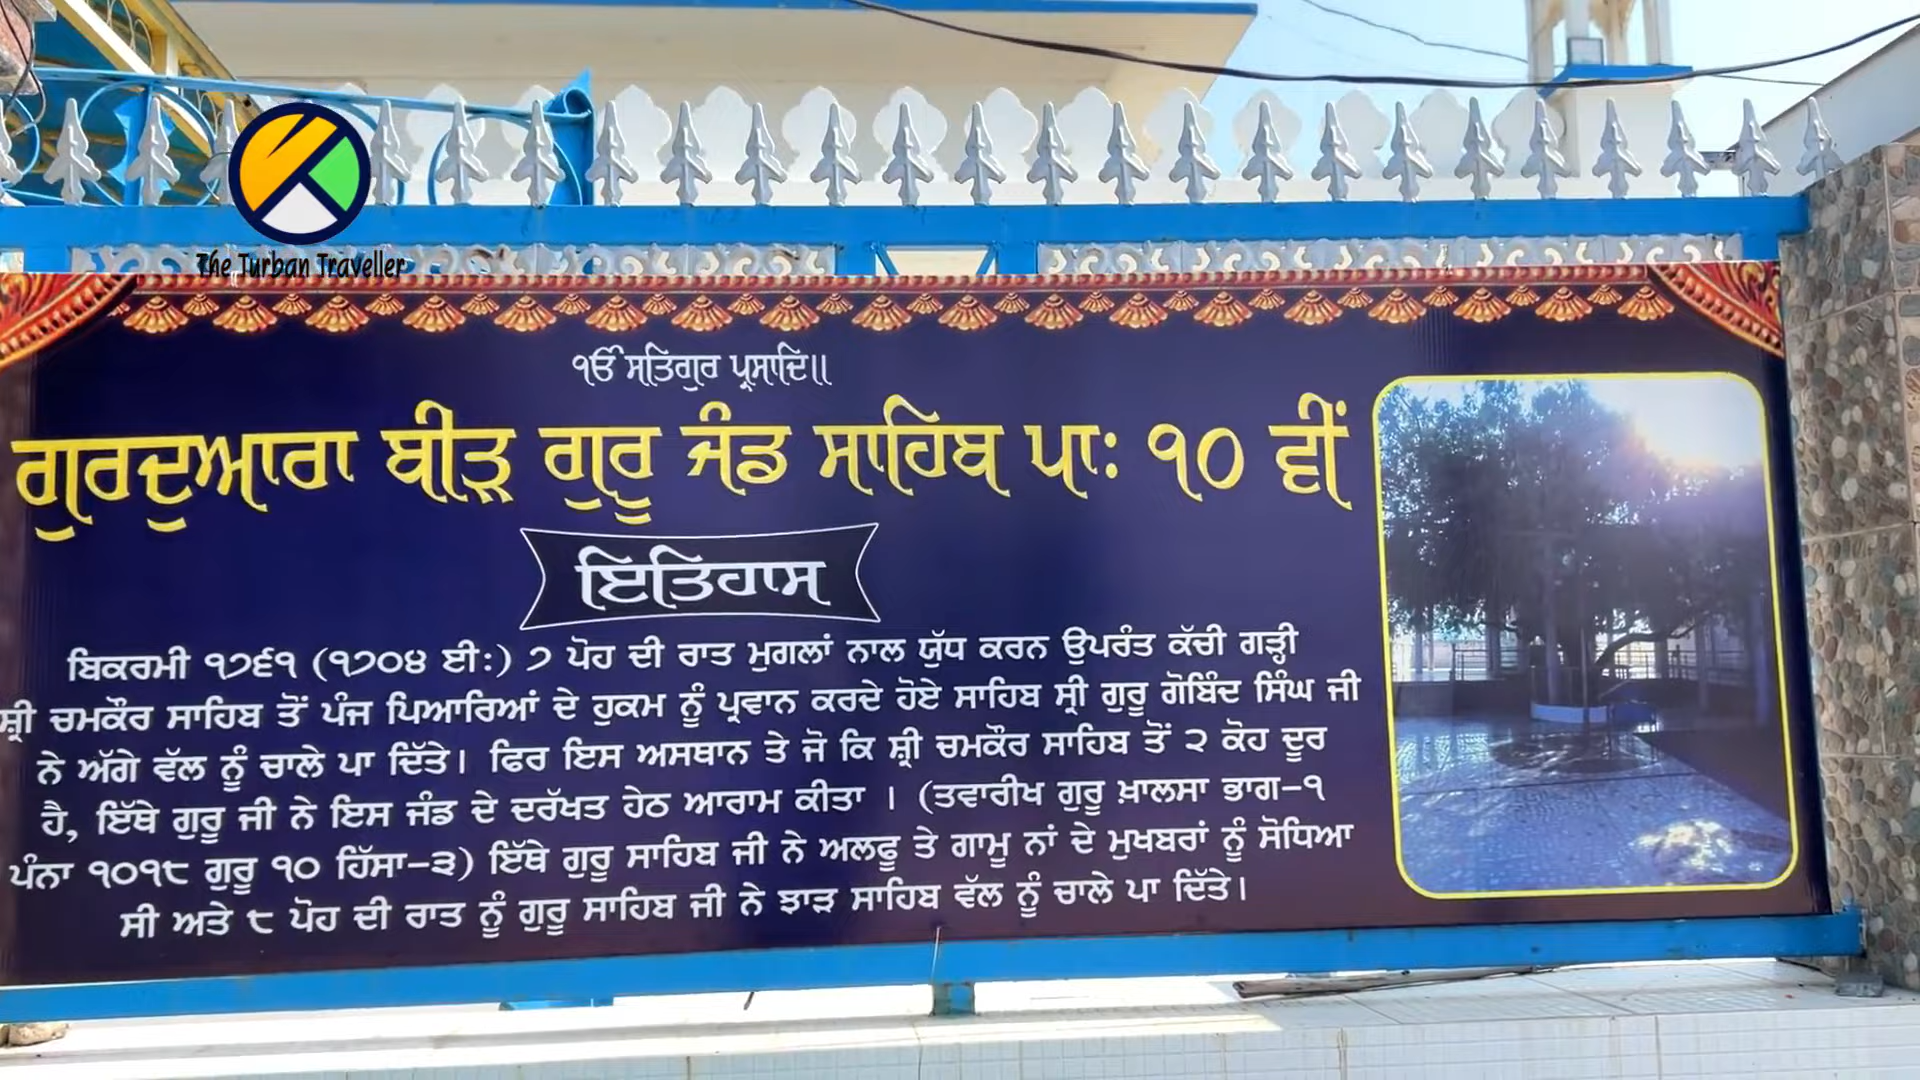 The Turban Traveller
ੴ ਸਤਿਗੁਰ ਪ੍ਰਸਾਦਿ॥
ਗੁਰਦੁਆਰਾ ਬੀੜ ਗੁਰੂ ਜੰਡ ਸਾਹਿਬ ਪਾ: ੧੦ ਵੀਂ
ਇਤਿਹਾਸ
ਬਿਕਰਮੀ ੧੭੬੧ (੧੭੦੪ ਈ:) ੭ ਪੋਹ ਦੀ ਰਾਤ ਮੁਗਲਾਂ ਨਾਲ ਯੁੱਧ ਕਰਨ ਉਪਰੰਤ ਕੱਚੀ ਗੜ੍ਹੀ
ਸ਼੍ਰੀ ਚਮਕੌਰ ਸਾਹਿਬ ਤੋਂ ਪੰਜ ਪਿਆਰਿਆਂ ਦੇ ਹੁਕਮ ਨੂੰ ਪ੍ਰਵਾਨ ਕਰਦੇ ਹੋਏ ਸਾਹਿਬ ਸ੍ਰੀ ਗੁਰੂ ਗੋਬਿੰਦ ਸਿੰਘ ਜੀ
ਨੇ ਅੱਗੇ ਵੱਲ ਨੂੰ ਚਾਲੇ ਪਾ ਦਿੱਤੇ। ਫਿਰ ਇਸ ਅਸਥਾਨ ਤੇ ਜੋ ਕਿ ਸ਼੍ਰੀ ਚਮਕੌਰ ਸਾਹਿਬ ਤੋਂ ੨ ਕੋਹ ਦੂਰ
ਹੈ, ਇੱਥੇ ਗੁਰੂ ਜੀ ਨੇ ਇਸ ਜੰਡ ਦੇ ਦਰੱਖਤ ਹੇਠ ਆਰਾਮ ਕੀਤਾ । (ਤਵਾਰੀਖ ਗੁਰੂ ਖ਼ਾਲਸਾ ਭਾਗ-੧
ਪੰਨਾ ੧੦੧੮ ਗੁਰੂ ੧੦ ਹਿੱਸਾ-੩) ਇੱਥੇ ਗੁਰੂ ਸਾਹਿਬ ਜੀ ਨੇ ਅਲਫੂ ਤੇ ਗਾਮੂ ਨਾਂ ਦੇ ਮੁਖਬਰਾਂ ਨੂੰ ਸੋਧਿਆ
ਸੀ ਅਤੇ ੮ ਪੋਹ ਦੀ ਰਾਤ ਨੂੰ ਗੁਰੂ ਸਾਹਿਬ ਜੀ ਨੇ ਝਾੜ ਸਾਹਿਬ ਵੱਲ ਨੂੰ ਚਾਲੇ ਪਾ ਦਿੱਤੇ।